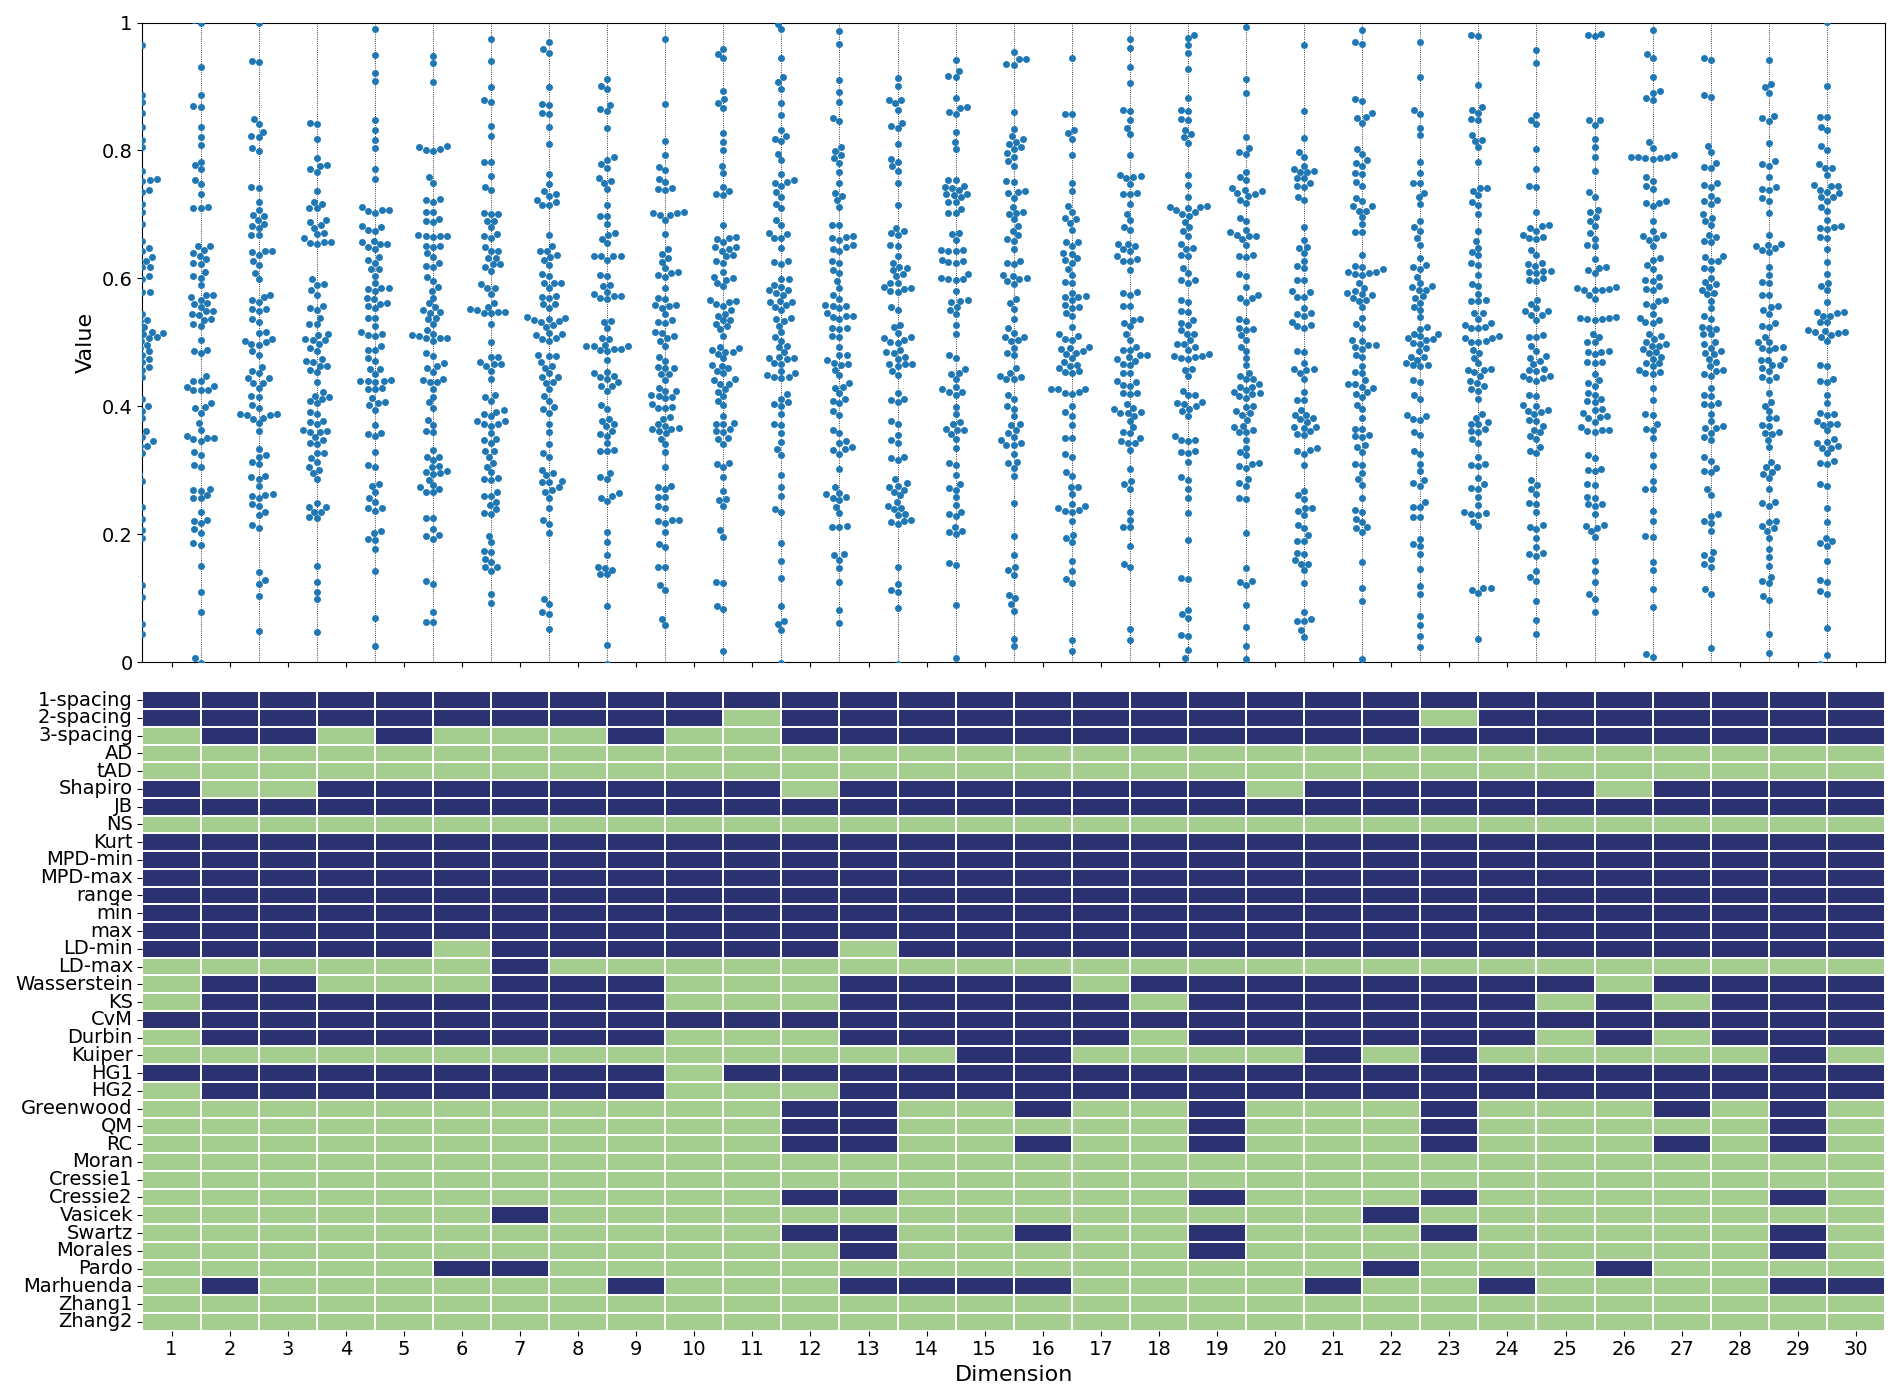 1
0.8
0.6
0.4
0.2
0
Value
1-spacing
2-spacing
3-spacing
AD
tAD
Shapiro
JB
NS
Kurt
MPD-min
MPD-max
range
min
max
LD-min
LD-max
Wasserstein
KS
CvM
Durbin
Kuiper
HG1
HG2
Greenwood
QM
RC
Moran
Cressie1
Cressie2
Vasicek
Swartz
Morales
Pardo
Marhuenda
Zhang1
Zhang2
1 2 3 4 5 6 7 8 9 10 11 12 13 14 15 16 17 18 19 20 21 22 23 24 25 26 27 28 29 30
Dimension